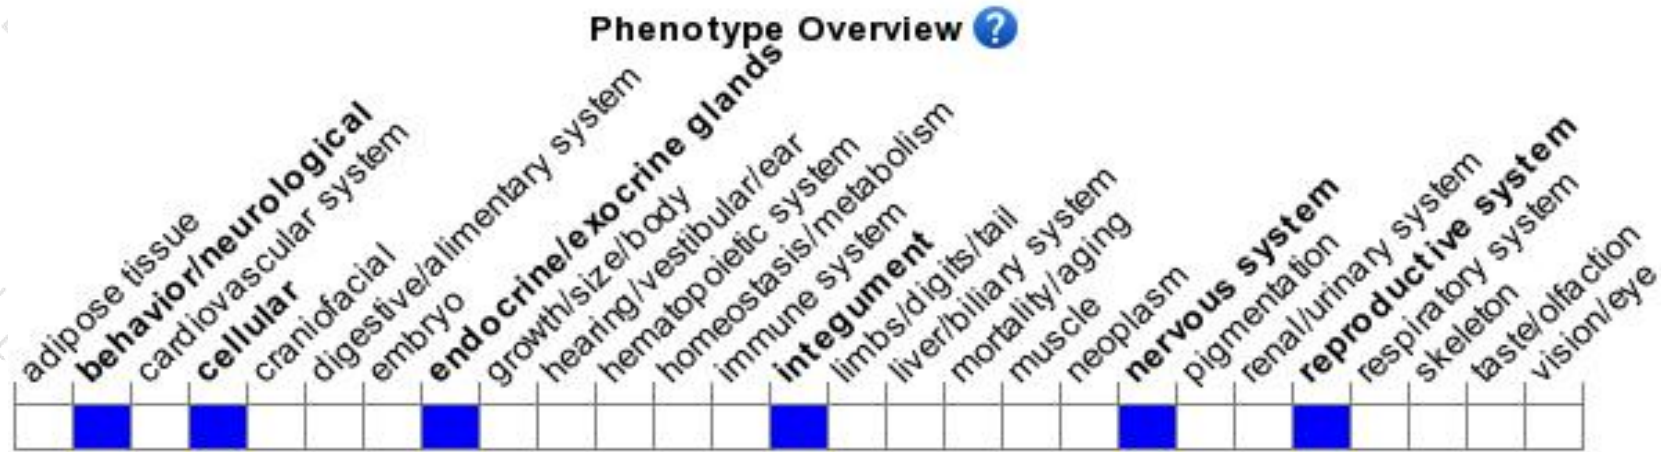 Phenotype Overview ?
adipose tissue
behavior/neurological
cardiovascular system
cellular
craniofacial
digestive/alimentary system
embryo
endocrine/exocrine glands
growth/size/body
hearing/vestibular/ear
hematopoietic system
homeostasis/metabolism
immune system
integument
limbs/digits/tail
liver/biliary system
mortality/aging
muscle
neoplasm
nervous system
pigmentation
renal/urinary system
reproductive system
respiratory system
skeleton
taste/olfaction
vision/eye